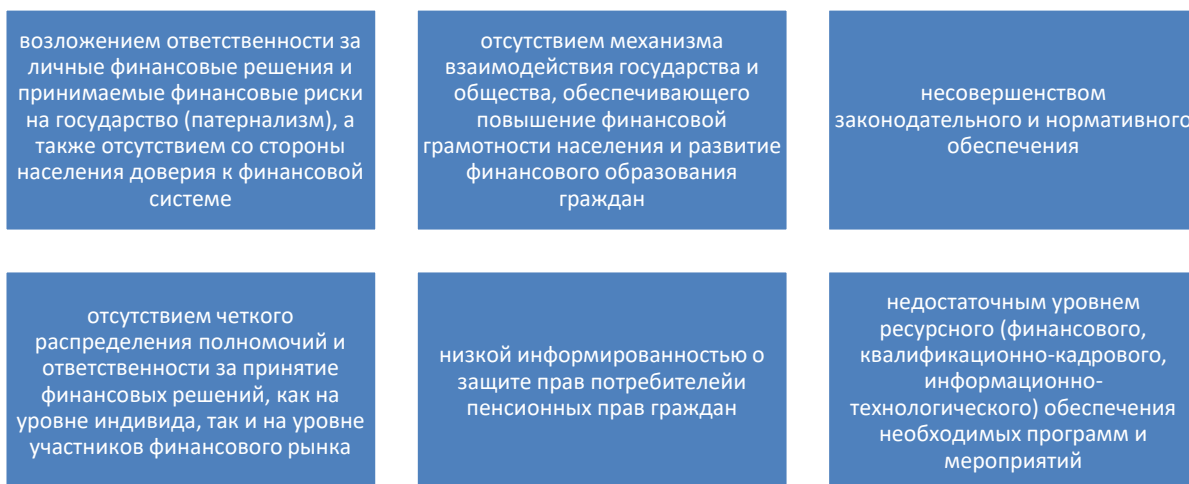 возложением ответственности за
личные финансовые решения и
принимаемые финансовые риски
на государство (патернализм), а
также отсутствием со стороны
населения доверия к финансовой
системе
отсутствием механизма
взаимодействия государства и
общества, обеспечивающего
повышение финансовой
грамотности населения и развитие
финансового образования
граждан
несовершенством
законодательного и нормативного
обеспечения
отсутствием четкого
распределения полномочий и
ответственности за принятие
финансовых решений, как на
уровне индивида, так и на уровне
участников финансового рынка
низкой информированностью о
защите прав потребителейи
пенсионных прав граждан
недостаточным уровнем
ресурсного (финансового,
квалификационно-кадрового,
информационно-
технологического) обеспечения
необходимых программ и
мероприятий